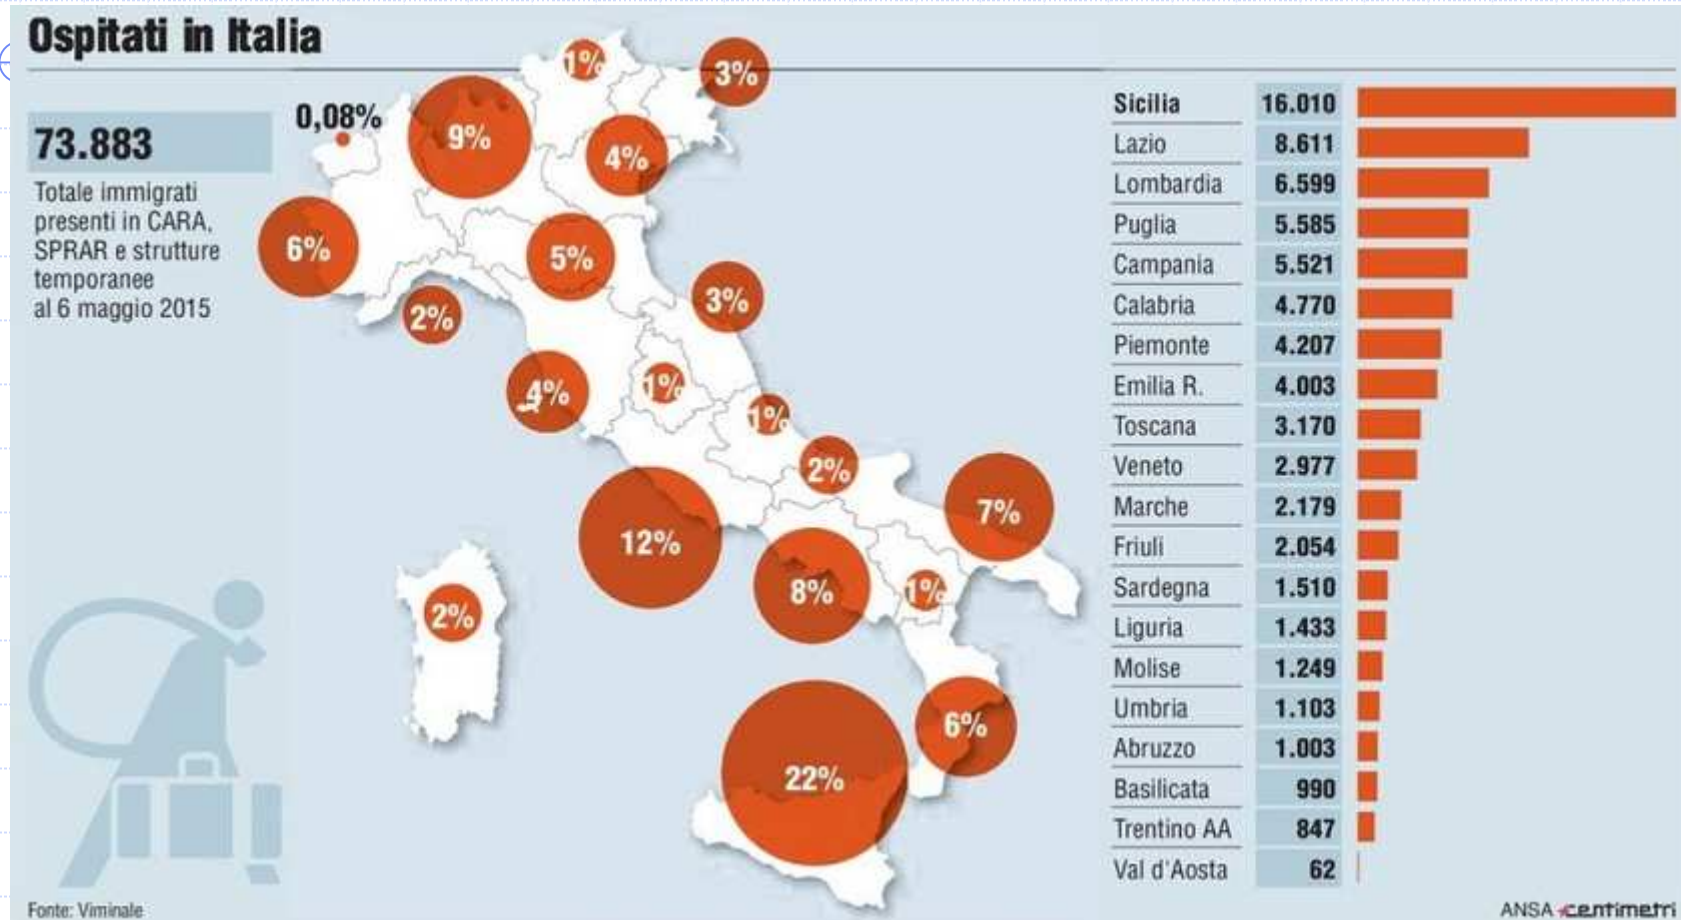 Ospitati in Italia
73.883
Totale immigrati
presenti in CARA,
SPRAR e strutture
temporanee
al 6 maggio 2015
0,08%
9%
1%
3%
4%
6%
5%
2%
3%
4%
1%
1%
2%
12%
7%
8%
1%
2%
6%
22%
Sicilia 16.010
Lazio 8.611
Lombardia 6.599
Puglia 5.585
Campania 5.521
Calabria 4.770
Piemonte 4.207
Emilia R. 4.003
Toscana 3.170
Veneto 2.977
Marche 2.179
Friuli 2.054
Sardegna 1.510
Liguria 1.433
Molise 1.249
Umbria 1.103
Abruzzo 1.003
Basilicata 990
Trentino AA 847
Val d'Aosta 62
Fonte: Viminale
ANSA centimetri